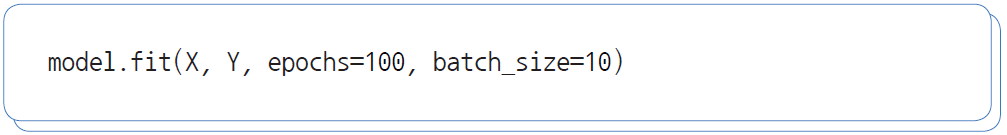 model.fit(X, Y, epochs=100, batch_size=10)